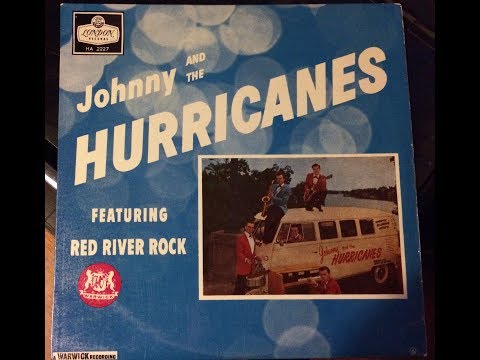 LONDON
RECORDS
HA 2227
Johnny AND THE
HURRICANES
FEATURING
RED RIVER ROCK
Johnny and the
HURRICANES
WARWICK
A WARWICK RECORDING